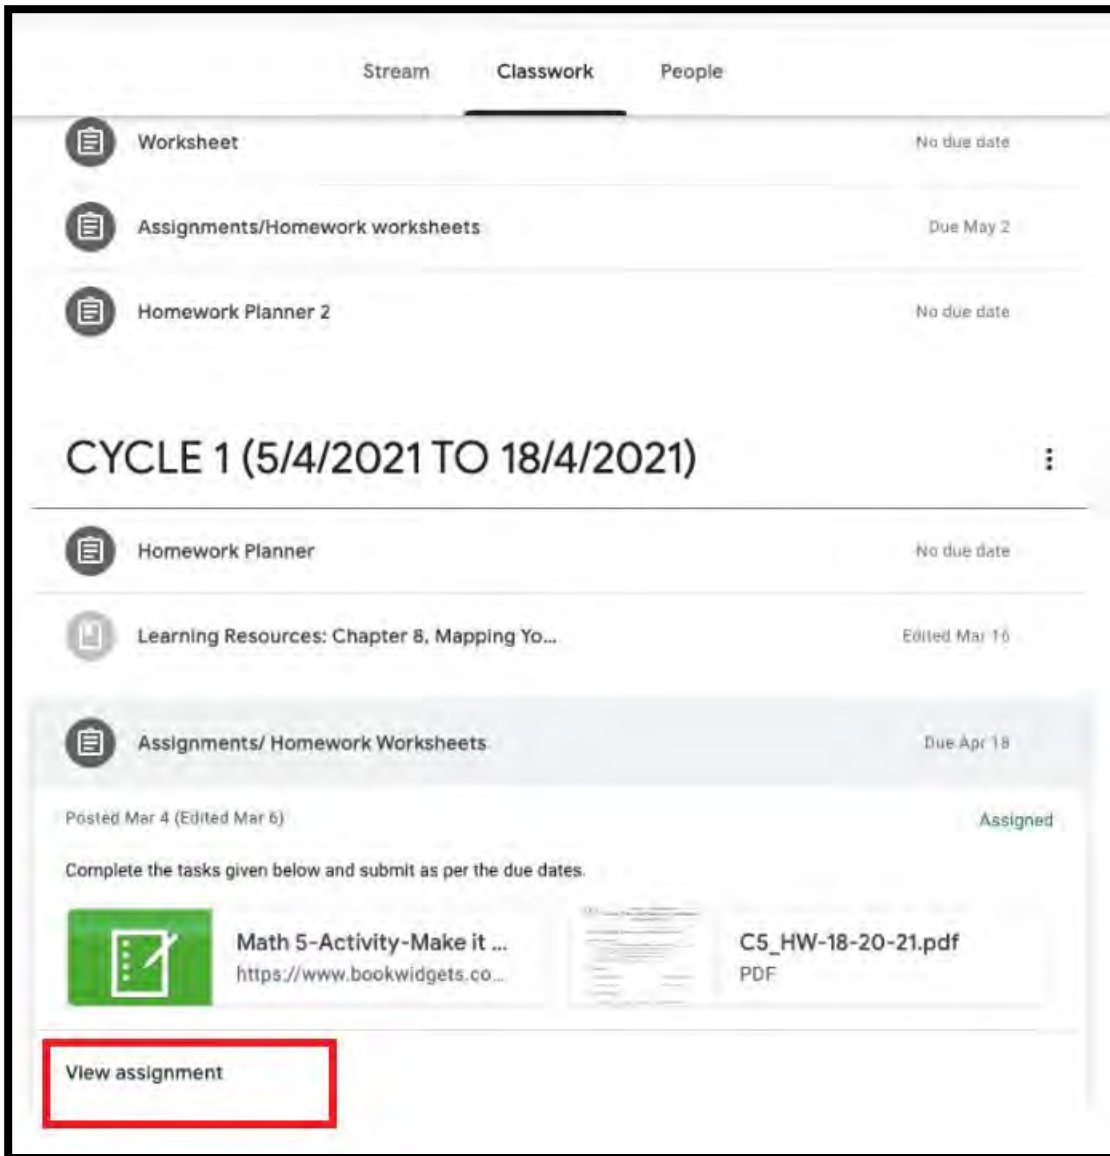 Stream Classwork People
Worksheet No due date
Assignments/Homework worksheets Due May 2
Homework Planner 2 No due date
CYCLE 1 (5/4/2021 TO 18/4/2021)
Homework Planner No due date
Learning Resources: Chapter 8, Mapping Yo... Edited Mar 16
Assignments/ Homework Worksheets Due Apr 18
Posted Mar 4 (Edited Mar 6) Assigned
Complete the tasks given below and submit as per the due dates.
Math 5-Activity-Make it ... C5_HW-18-20-21.pdf
https://www.bookwidgets.co... PDF
View assignment